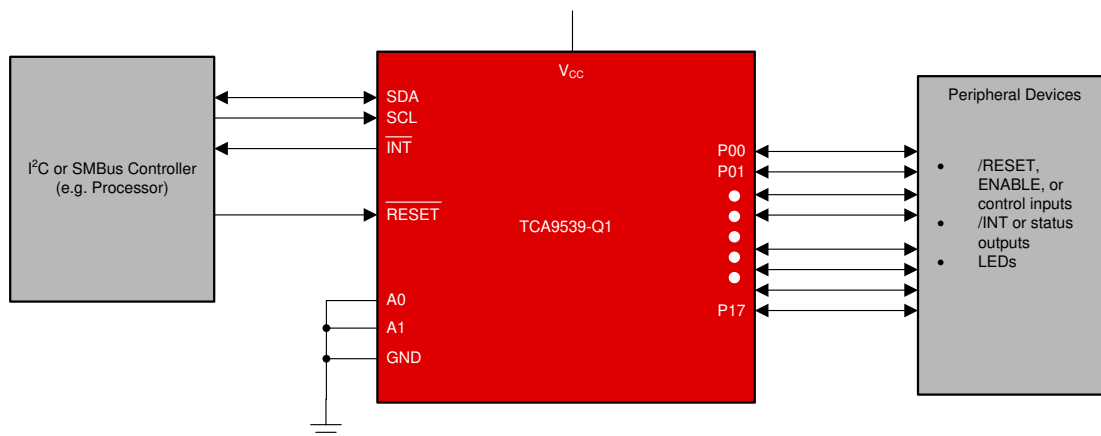 I²C or SMBus Controller
(e.g. Processor)
V_CC
SDA
SCL
INT
RESET
A0
A1
GND
TCA9539-Q1
P00
P01
P17
Peripheral Devices
• /RESET,
ENABLE, or
control inputs
• /INT or status
outputs
• LEDs